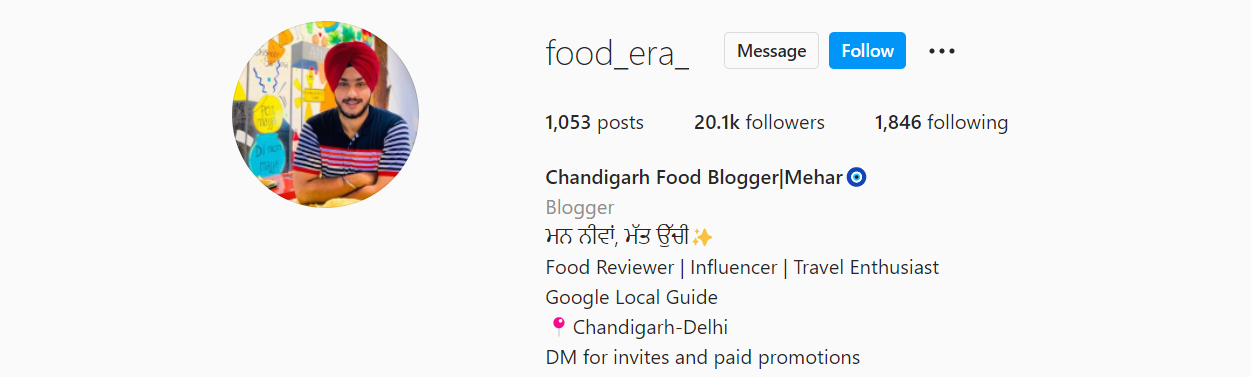 food_era_ Message Follow
1,053 posts 20.1k followers 1,846 following
Chandigarh Food Blogger|Mehar🧿
Blogger
ਮਨ ਨੀਵਾਂ, ਮੱਤ ਉੱਚੀ✨
Food Reviewer | Influencer | Travel Enthusiast
Google Local Guide
📍Chandigarh-Delhi
DM for invites and paid promotions